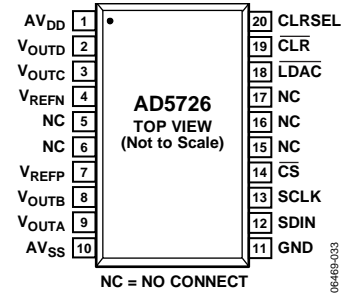 AVDD 1
VOUTD 2
VOUTC 3
VREFN 4
NC 5
NC 6
VREFP 7
VOUTB 8
VOUTA 9
AVSS 10
AD5726
TOP VIEW
(Not to Scale)
20 CLRSEL
19 CLR
18 LDAC
17 NC
16 NC
15 NC
14 CS
13 SCLK
12 SDIN
11 GND
NC = NO CONNECT
06469-033